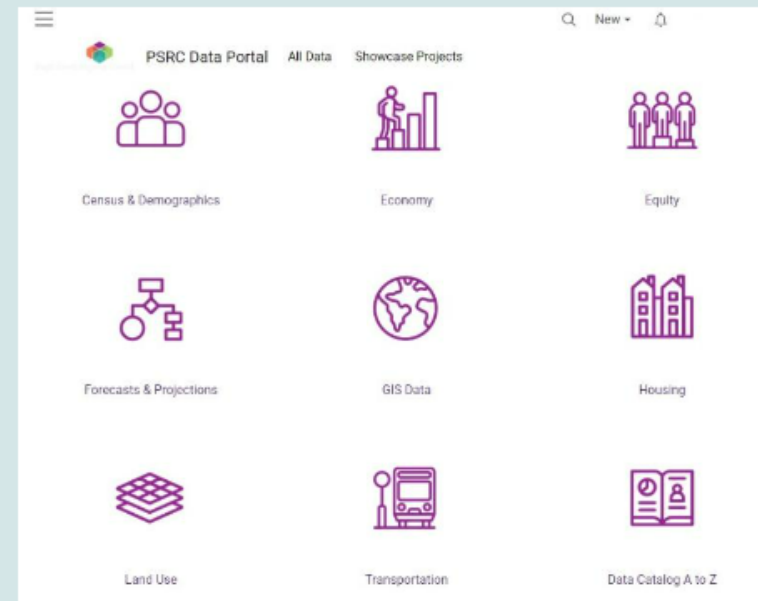 New
PSRC Data Portal All Data Showcase Projects
Census & Demographics Economy Equity
Forecasts & Projections GIS Data Housing
Land Use Transportation Data Catalog A to Z